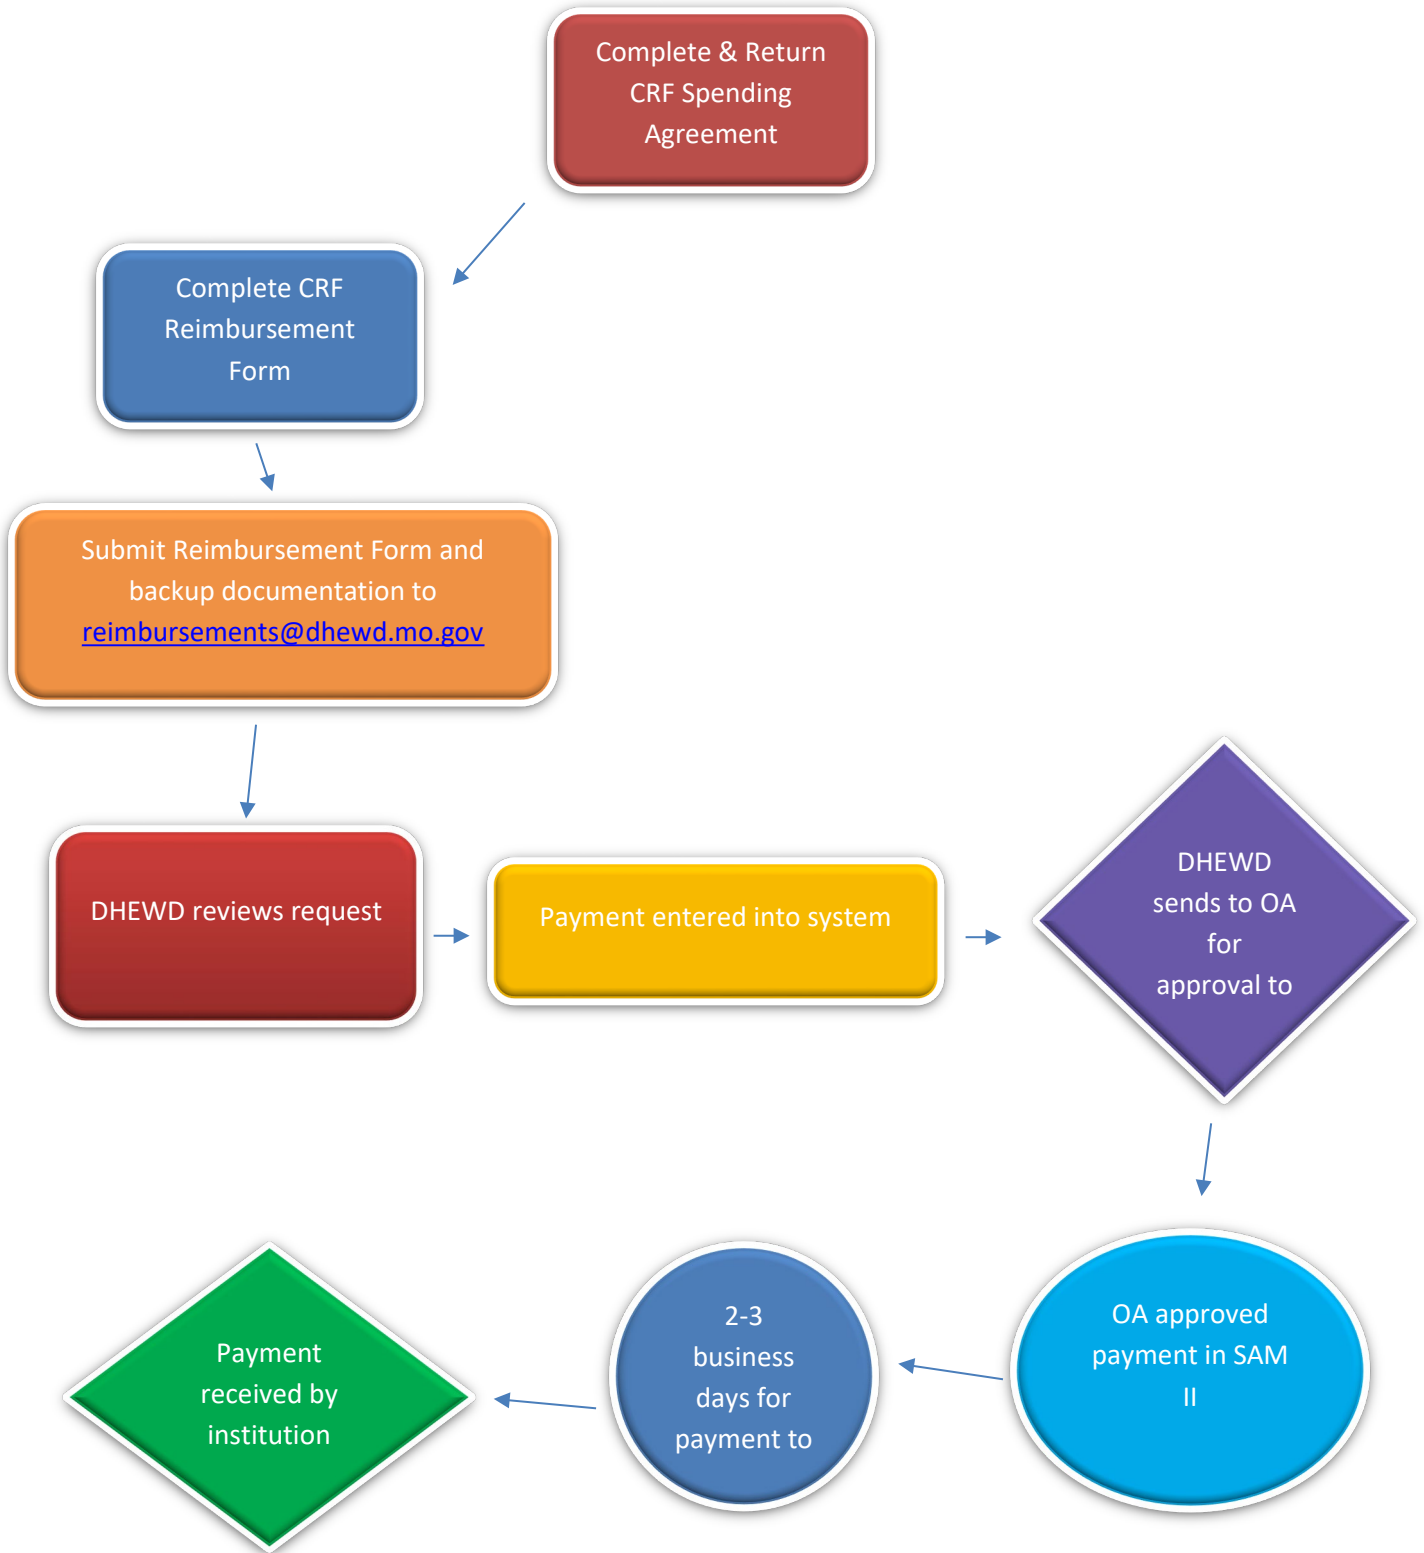 Complete & Return
CRF Spending
Agreement
Complete CRF
Reimbursement
Form
Submit Reimbursement Form and
backup documentation to
reimbursements@dhewd.mo.gov
DHEWD reviews request
Payment entered into system
DHEWD
sends to OA
for
approval to
OA approved
payment in SAM
II
2-3
business
days for
payment to
Payment
received by
institution